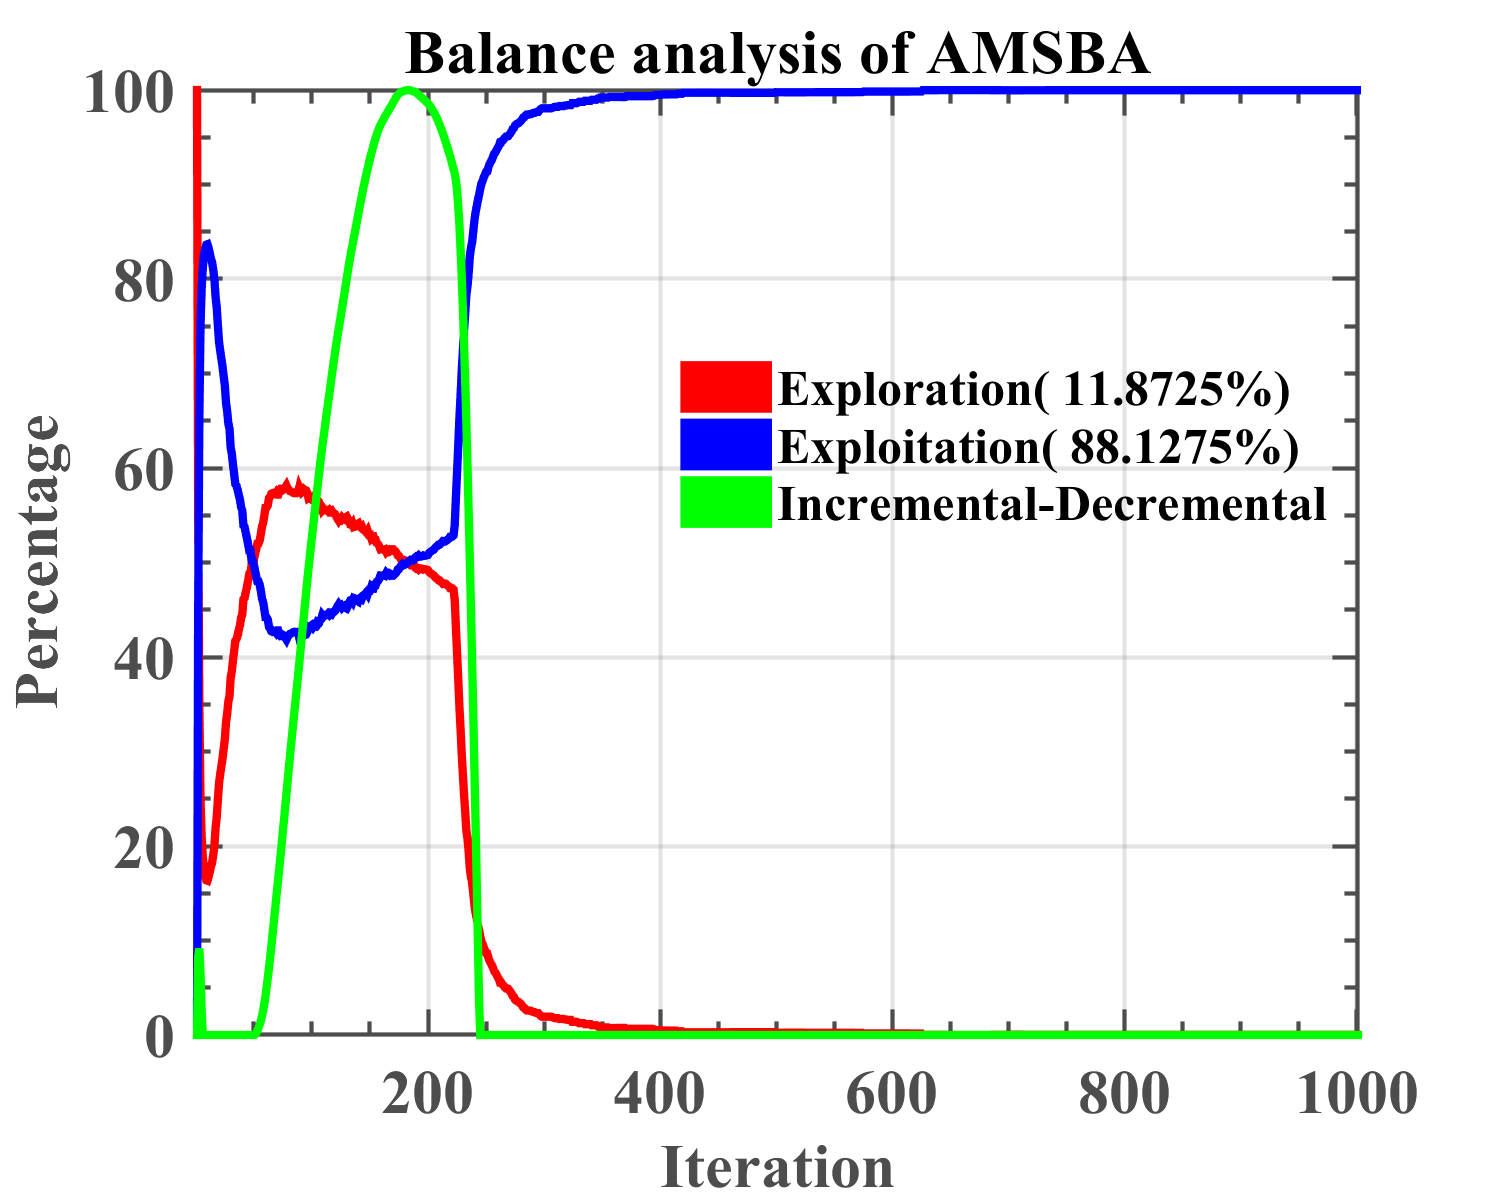 Balance analysis of AMSBA
100
80
60
40
20
0
Percentage
Exploration( 11.8725%)
Exploitation( 88.1275%)
Incremental-Decremental
200 400 600 800 1000
Iteration